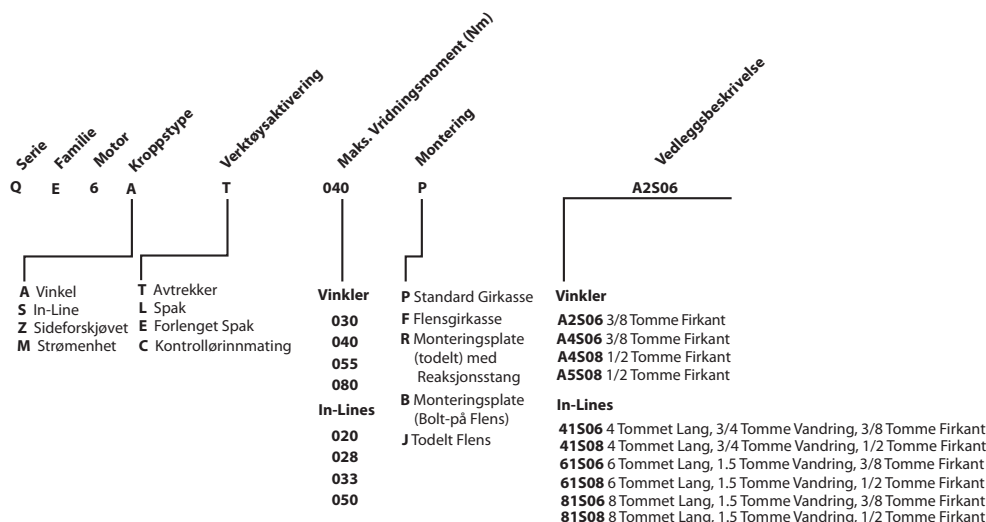 Serie
Familie
Motor
Kroppstype
Verktøysaktivering
Maks. Vridningsmoment (Nm)
Montering
Vedleggsbeskrivelse
Q E 6 A T 040 P A2S06
A Vinkel
S In-Line
Z Sideforskjøvet
M Strømenhet
T Avtrekker
L Spak
E Forlenget Spak
C Kontrollørinnmating
Vinkler
030
040
055
080
In-Lines
020
028
033
050
P Standard Girkasse
F Flensgirkasse
R Monteringsplate
(todelt) med
Reaksjonsstang
B Monteringsplate
(Bolt-på Flens)
J Todelt Flens
Vinkler
A2S06 3/8 Tomme Firkant
A4S06 3/8 Tomme Firkant
A4S08 1/2 Tomme Firkant
A5S08 1/2 Tomme Firkant
In-Lines
41S06 4 Tommet Lang, 3/4 Tomme Vandring, 3/8 Tomme Firkant
41S08 4 Tommet Lang, 3/4 Tomme Vandring, 1/2 Tomme Firkant
61S06 6 Tommet Lang, 1.5 Tomme Vandring, 3/8 Tomme Firkant
61S08 6 Tommet Lang, 1.5 Tomme Vandring, 1/2 Tomme Firkant
81S06 8 Tommet Lang, 1.5 Tomme Vandring, 3/8 Tomme Firkant
81S08 8 Tommet Lang, 1.5 Tomme Vandring, 1/2 Tomme Firkant